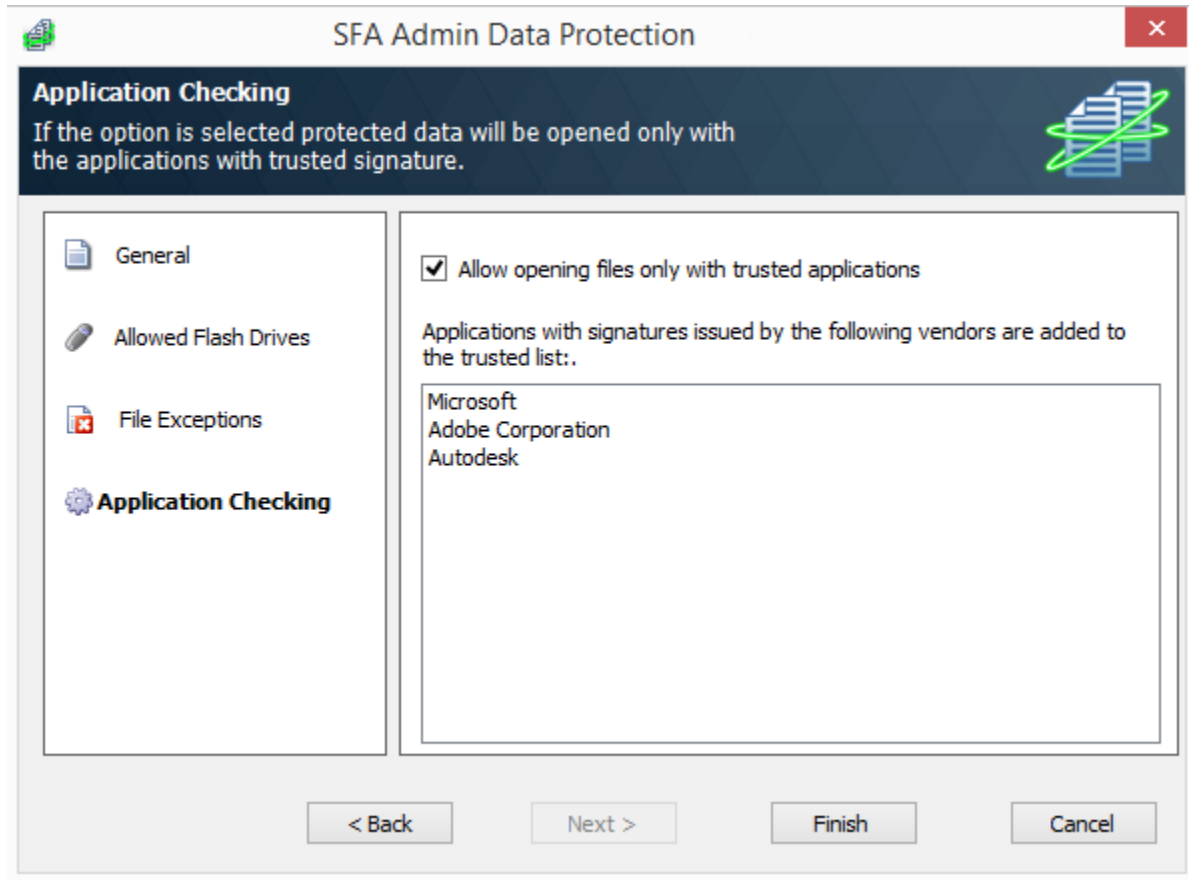 SFA Admin Data Protection
Application Checking
If the option is selected protected data will be opened only with
the applications with trusted signature.
General
Allowed Flash Drives
File Exceptions
Application Checking
Allow opening files only with trusted applications
Applications with signatures issued by the following vendors are added to
the trusted list:.
Microsoft
Adobe Corporation
Autodesk
< Back
Next >
Finish
Cancel